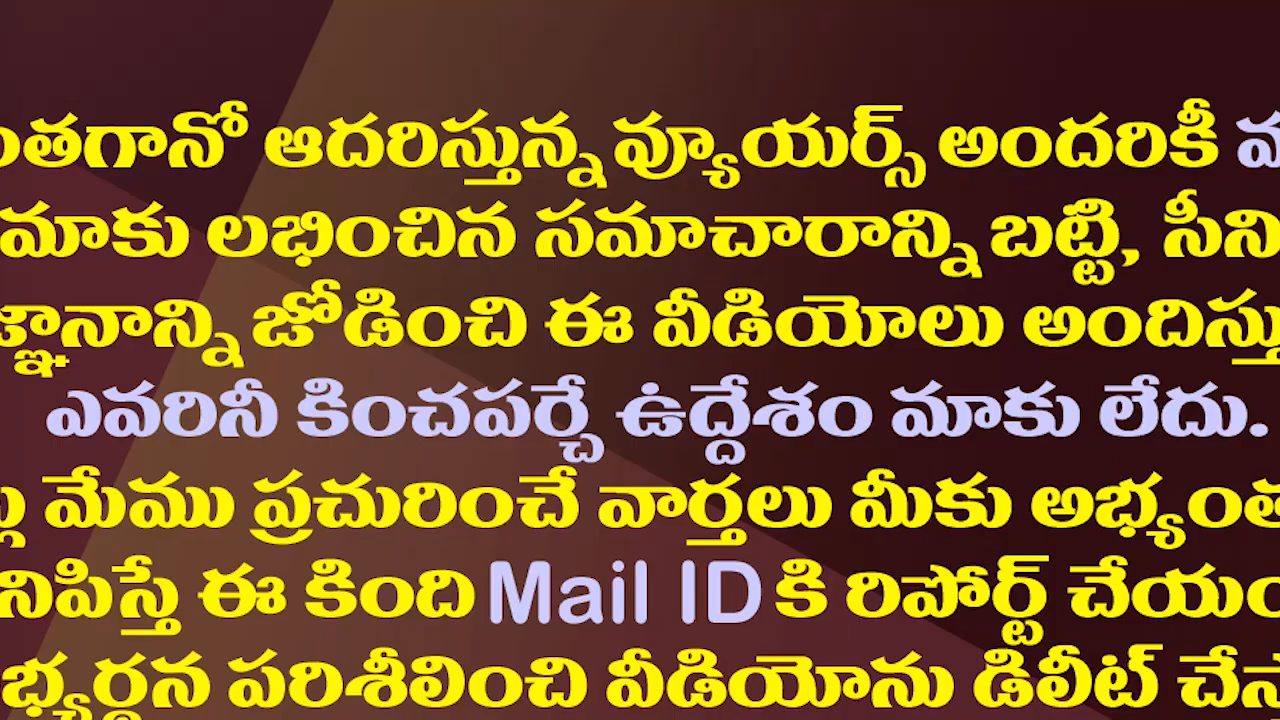 ంతగానో ఆదరిస్తున్న వ్యూయర్స్ అందరికీ
మాకు లభించిన సమాచారాన్ని బట్టి, సీని
జ్ఞానాన్ని జోడించి ఈ వీడియోలు అందిస్తు
ఎవరినీ కించపర్చే ఉద్దేశం మాకు లేదు.
మేము ప్రచురించే వార్తలు మీకు అభ్యంత
నిపిస్తే ఈ కింది Mail ID కి రిపోర్ట్ చేయం
భ్యర్థన పరిశీలించి వీడియోను డిలీట్ చేస